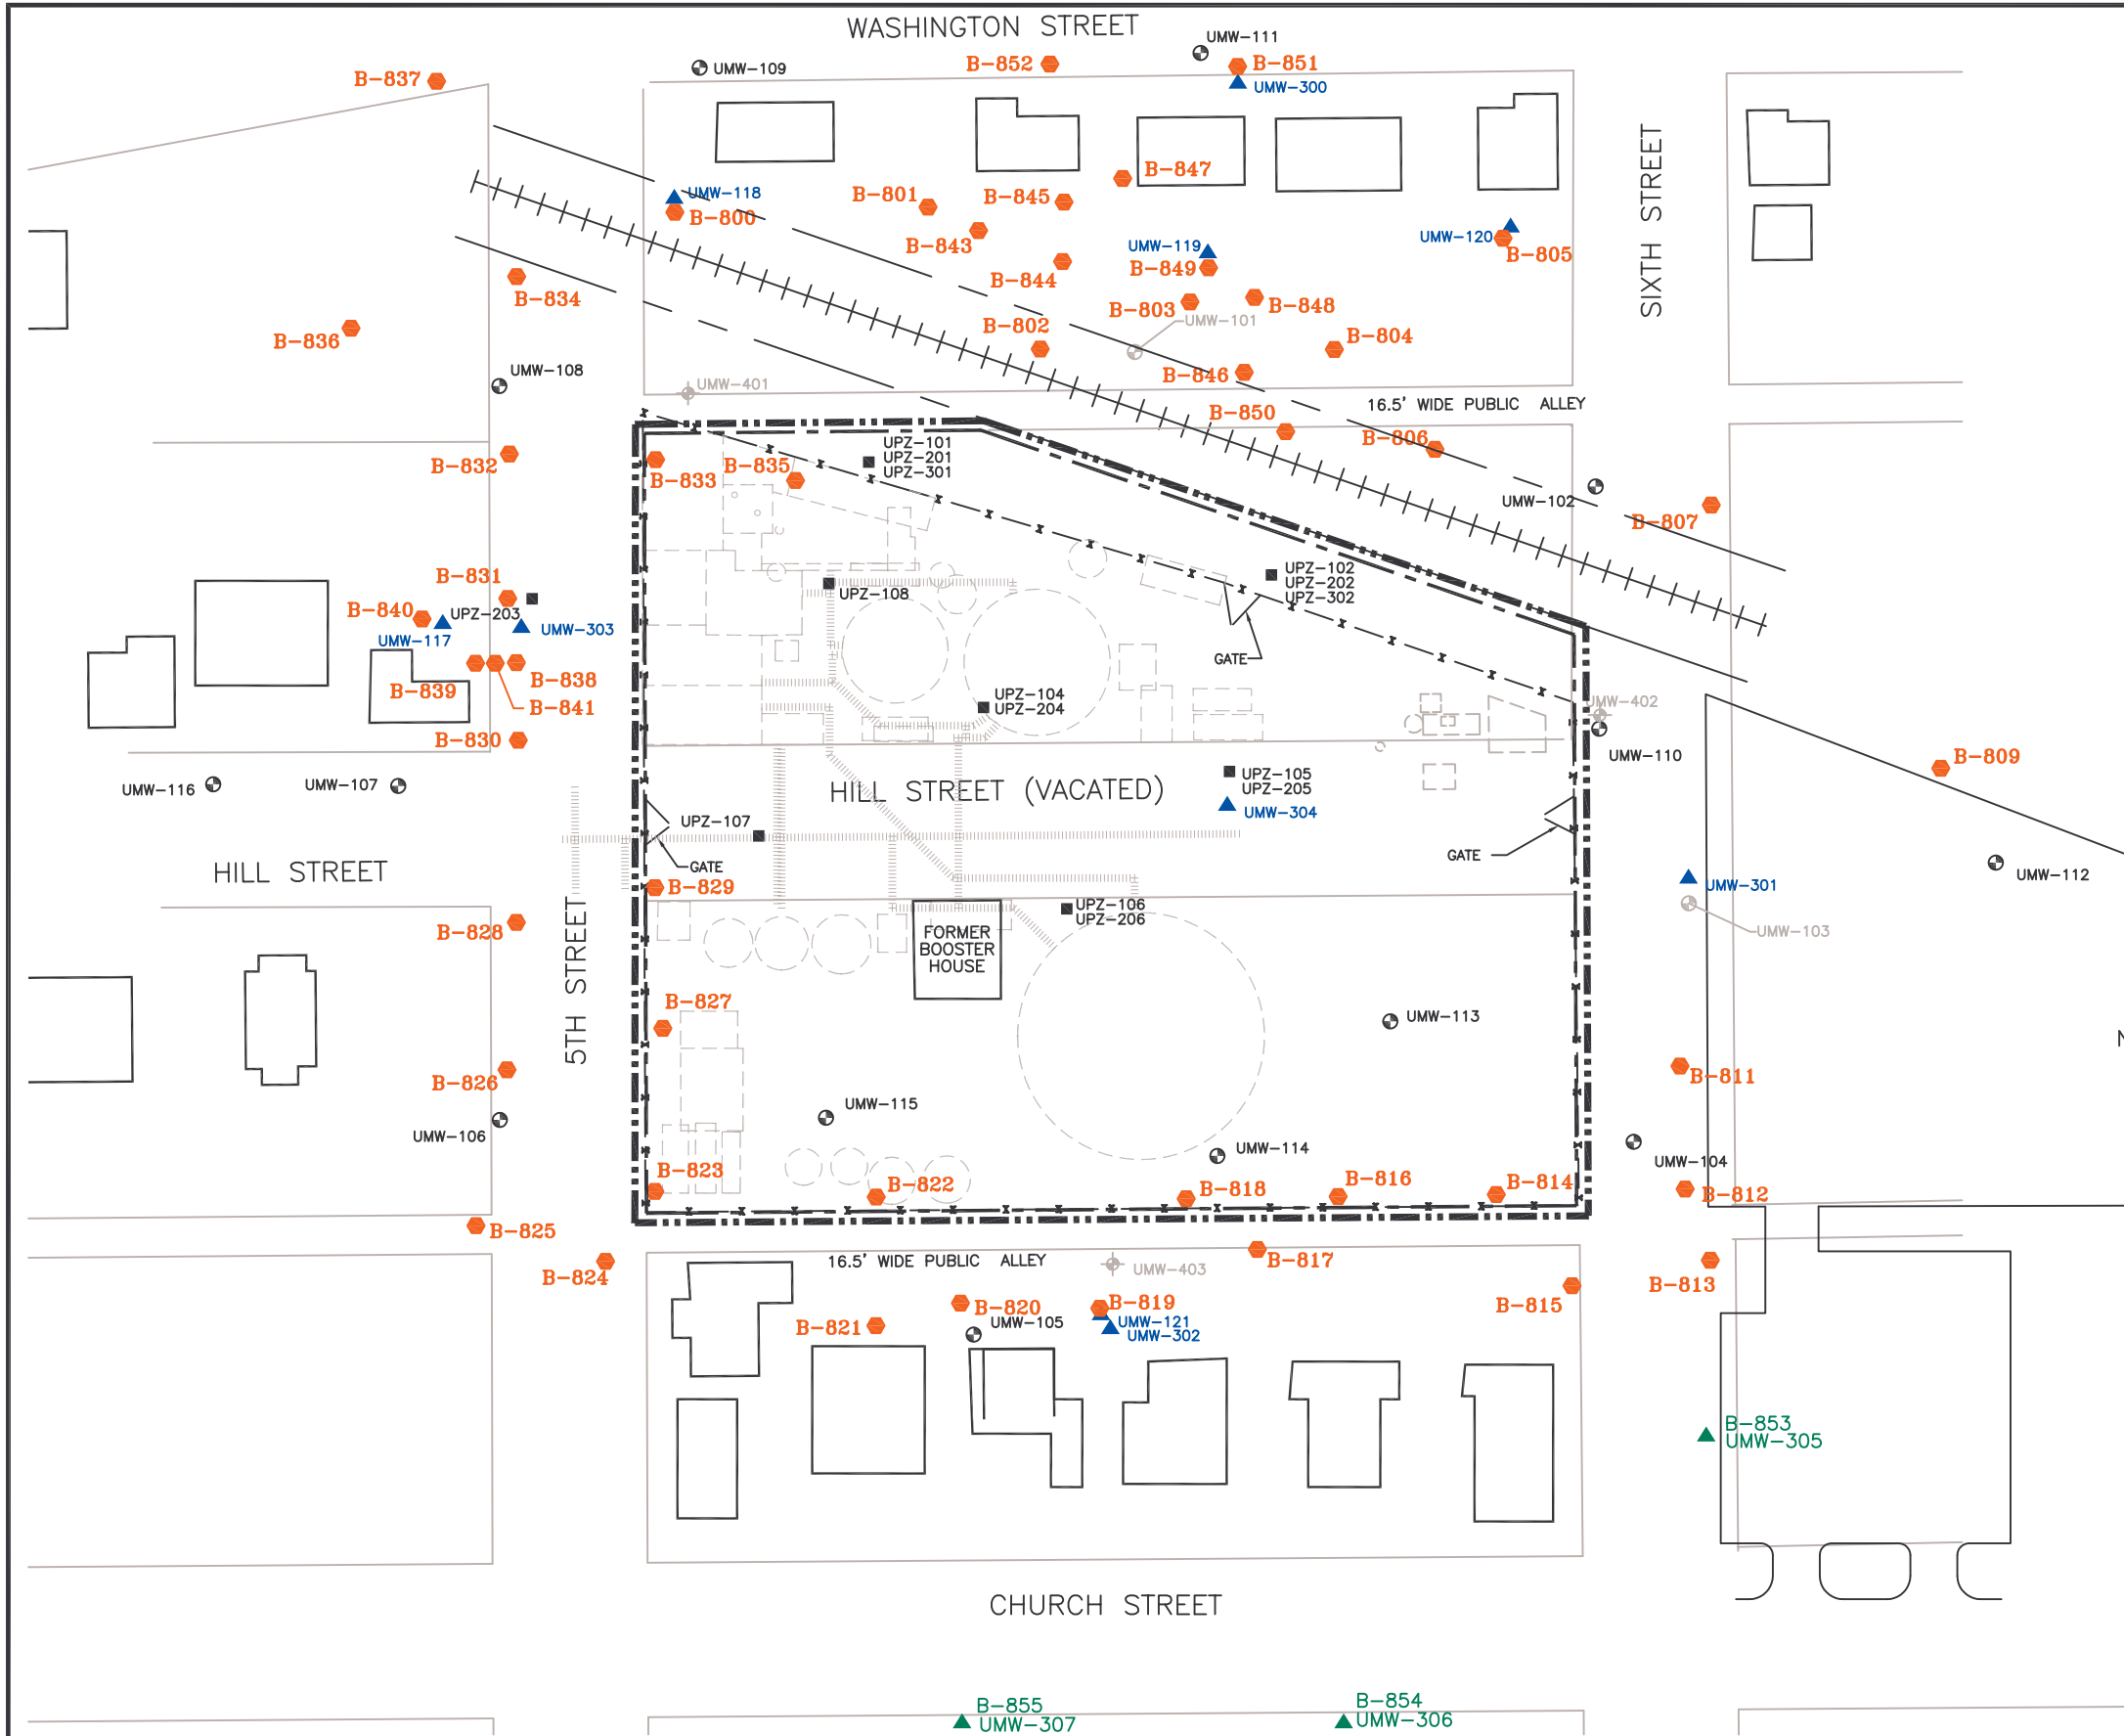 WASHINGTON STREET
UMW-111
B-852
B-851
UMW-109
B-837
UMW-300
SIXTH STREET
B-847
UMW-118
B-801
B-845
B-800
B-843
UMW-119
UMW-120
B-805
B-849
B-844
B-834
B-803
B-848
UMW-101
B-802
B-836
B-804
UMW-108
B-846
UMW-401
16.5' WIDE PUBLIC ALLEY
B-850
B-806
UPZ-101
UPZ-201
UPZ-301
B-832
B-833
B-835
UMW-102
B-807
UPZ-102
UPZ-202
UPZ-302
B-831
UPZ-108
B-840
UPZ-203
UMW-117
UMW-303
GATE
B-838
B-839
B-841
UPZ-104
UPZ-204
UMW-402
B-830
UMW-110
B-809
UPZ-105
UPZ-205
UMW-116
UMW-107
HILL STREET (VACATED)
UMW-304
UPZ-107
GATE
GATE
HILL STREET
UMW-112
B-829
UMW-301
UPZ-106
UPZ-206
B-828
UMW-103
5TH STREET
FORMER
BOOSTER
HOUSE
B-827
UMW-113
N
B-826
B-811
UMW-115
UMW-106
UMW-114
UMW-104
B-823
B-822
B-818
B-816
B-814
B-812
B-825
16.5' WIDE PUBLIC ALLEY
UMW-403
B-817
B-824
B-813
B-820
B-819
B-815
UMW-105
UMW-121
B-821
UMW-302
B-853
UMW-305
CHURCH STREET
B-855
UMW-307
B-854
UMW-306